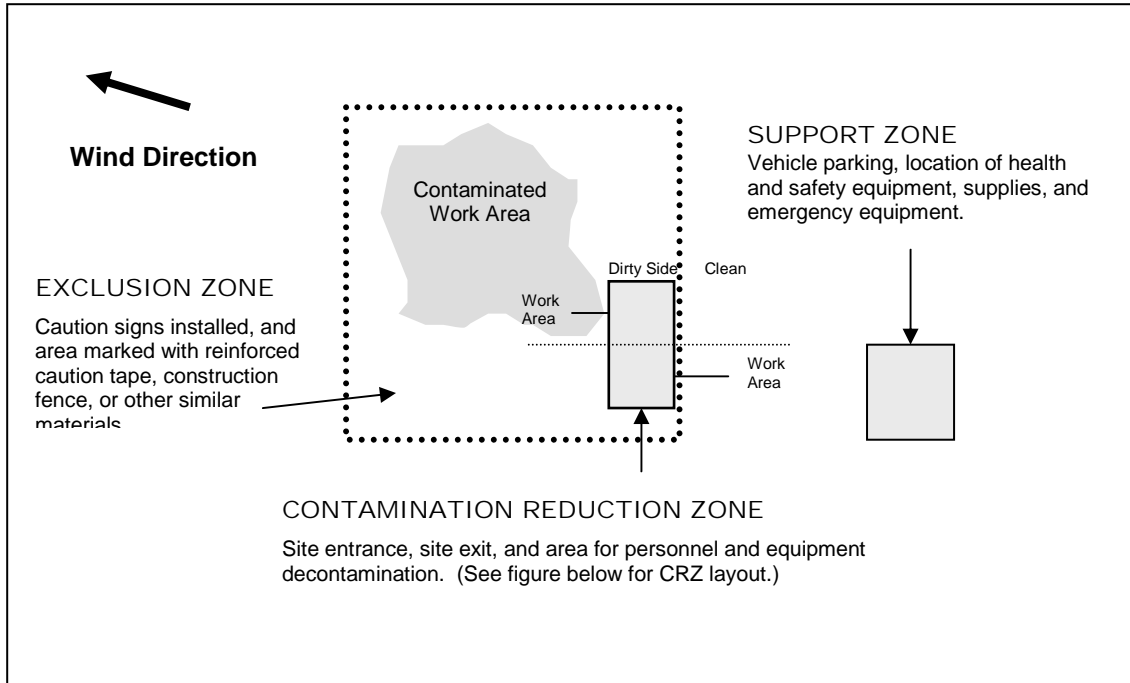 Wind Direction
Contaminated
Work Area
SUPPORT ZONE
Vehicle parking, location of health
and safety equipment, supplies, and
emergency equipment.
Dirty Side
Clean
EXCLUSION ZONE
Caution signs installed, and
area marked with reinforced
caution tape, construction
fence, or other similar
materials
Work
Area
Work
Area
CONTAMINATION REDUCTION ZONE
Site entrance, site exit, and area for personnel and equipment
decontamination. (See figure below for CRZ layout.)